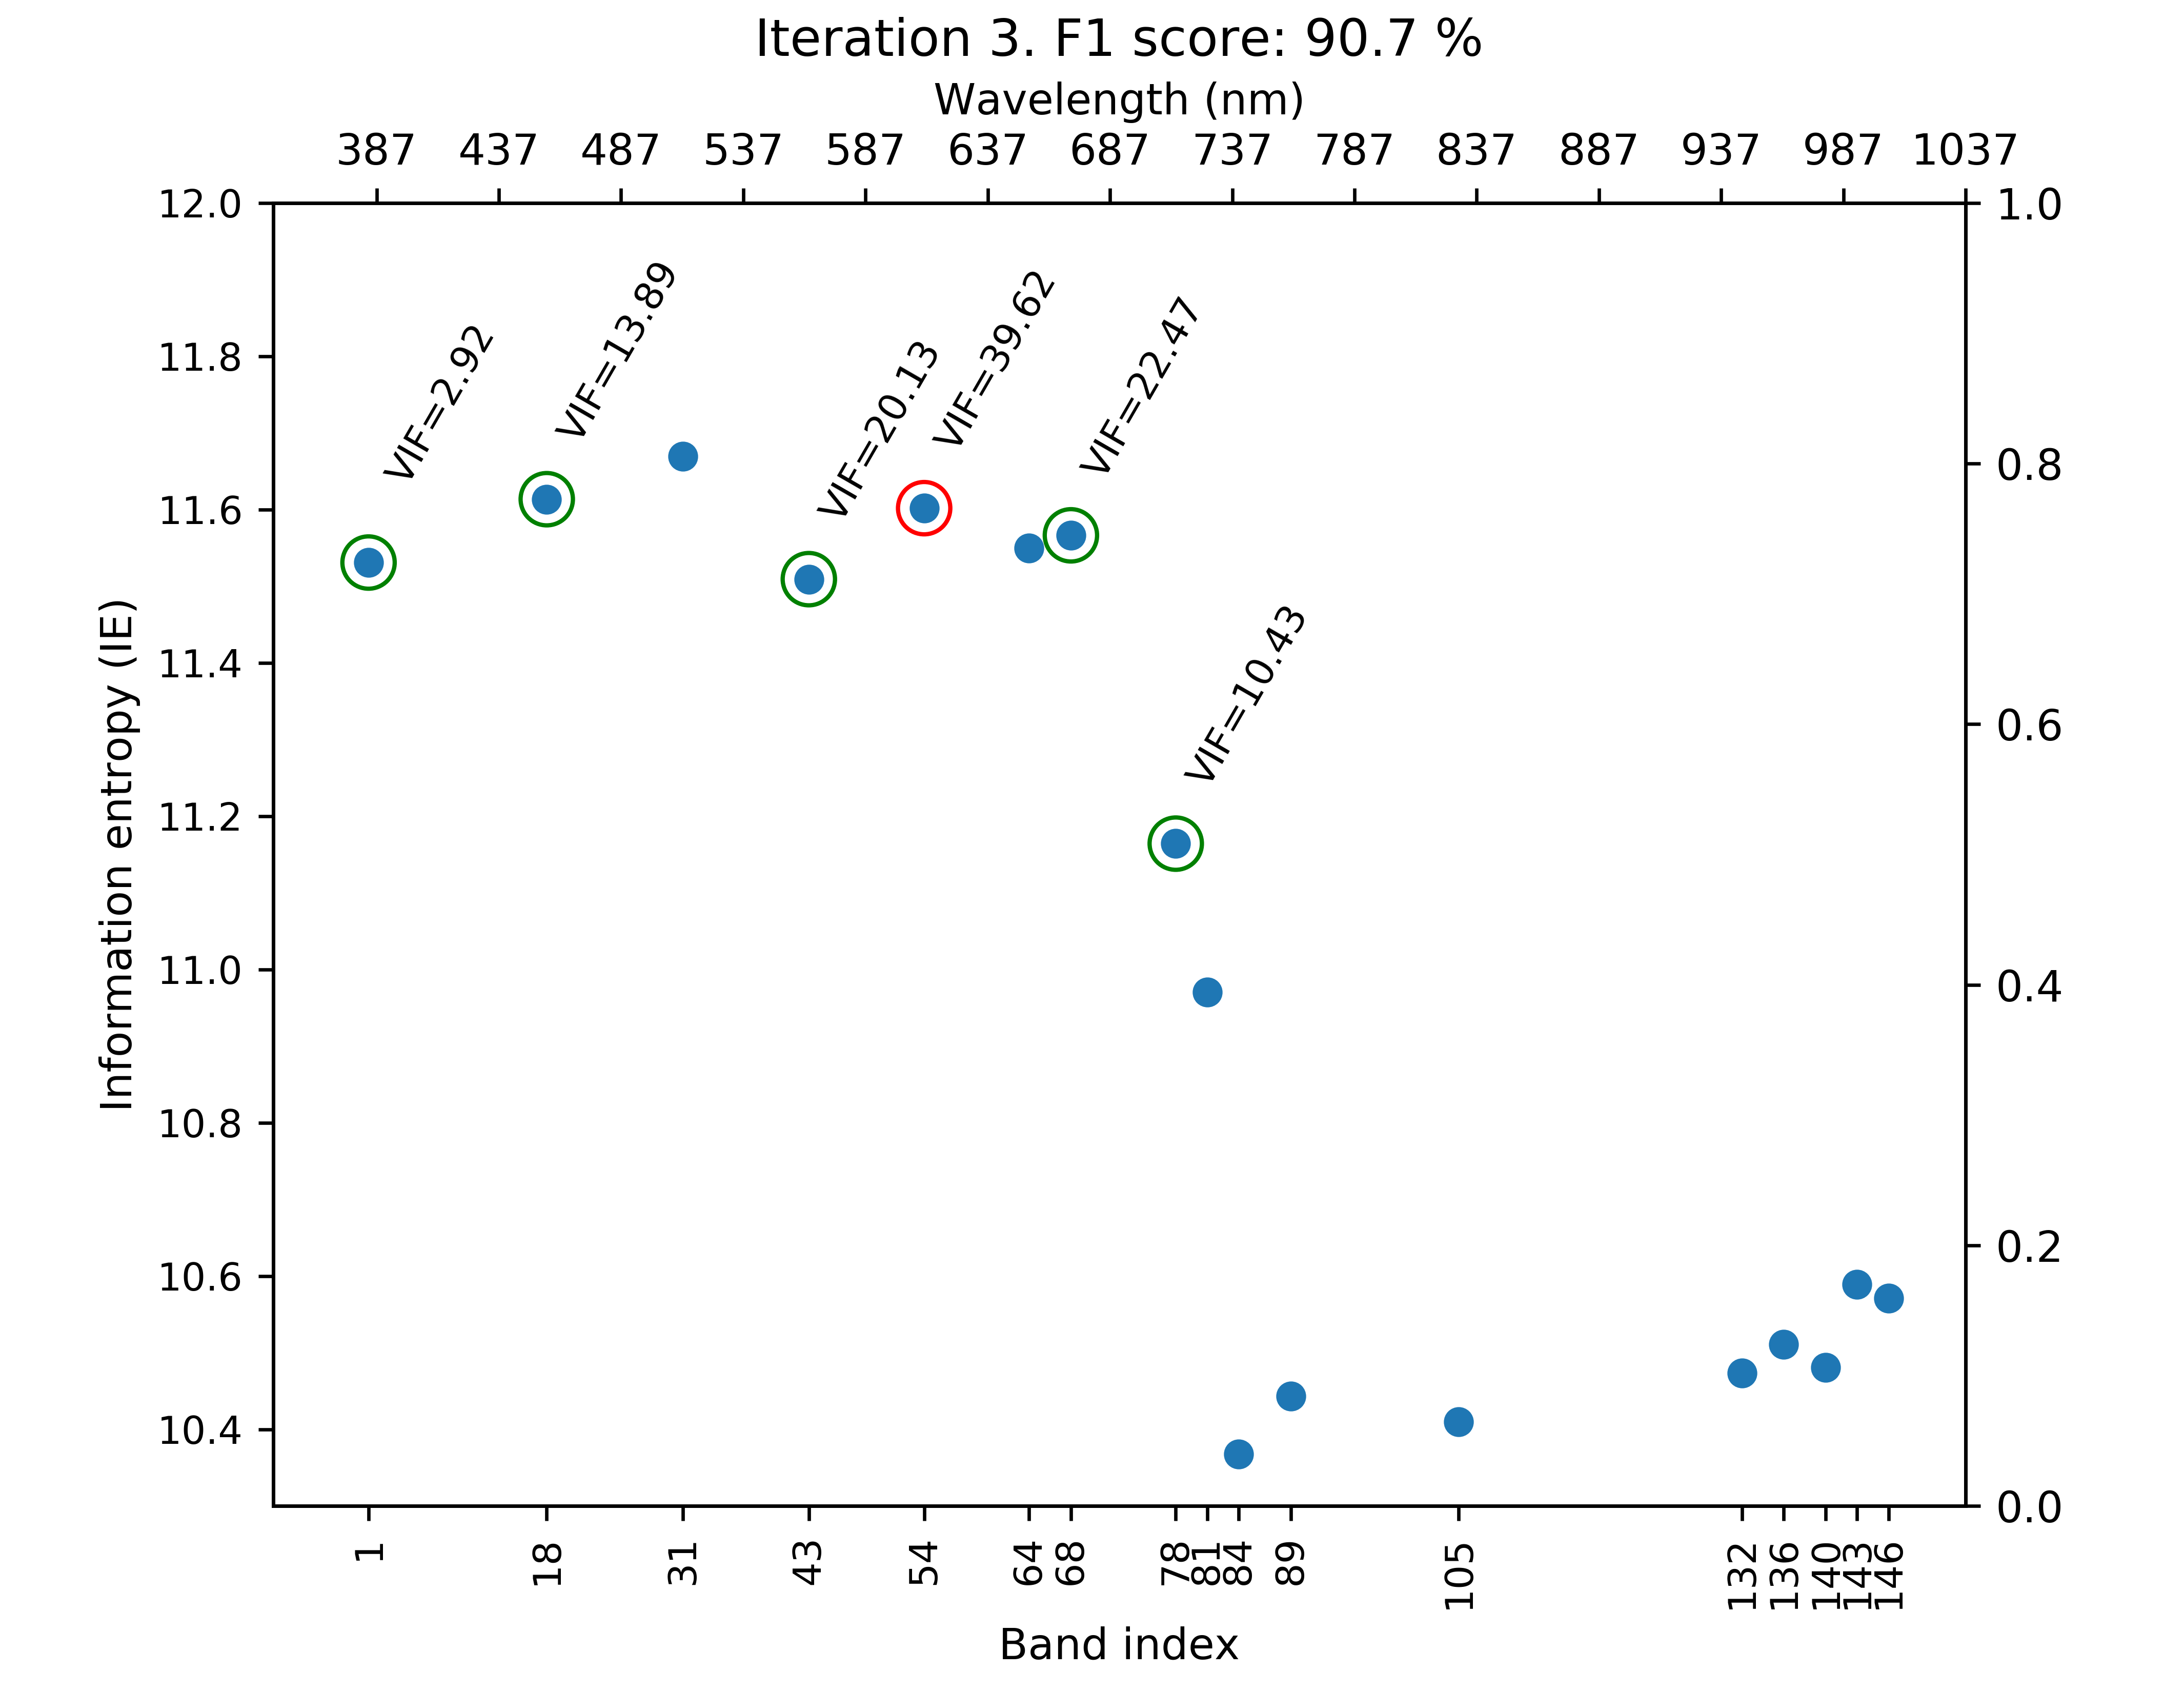 Iteration 3. F1 score: 90.7 %
Wavelength (nm)
387 437 487 537 587 637 687 737 787 837 887 937 987 1037
12.0
11.8
11.6
11.4
11.2
11.0
10.8
10.6
10.4
Information entropy (IE)
VIF=2.92
VIF=13.89
VIF=20.13
VIF=39.62
VIF=22.47
VIF=10.43
1.0
0.8
0.6
0.4
0.2
0.0
1 18 31 43 54 64 68 78 81 84 89 105 132 136 140 143 146
Band index